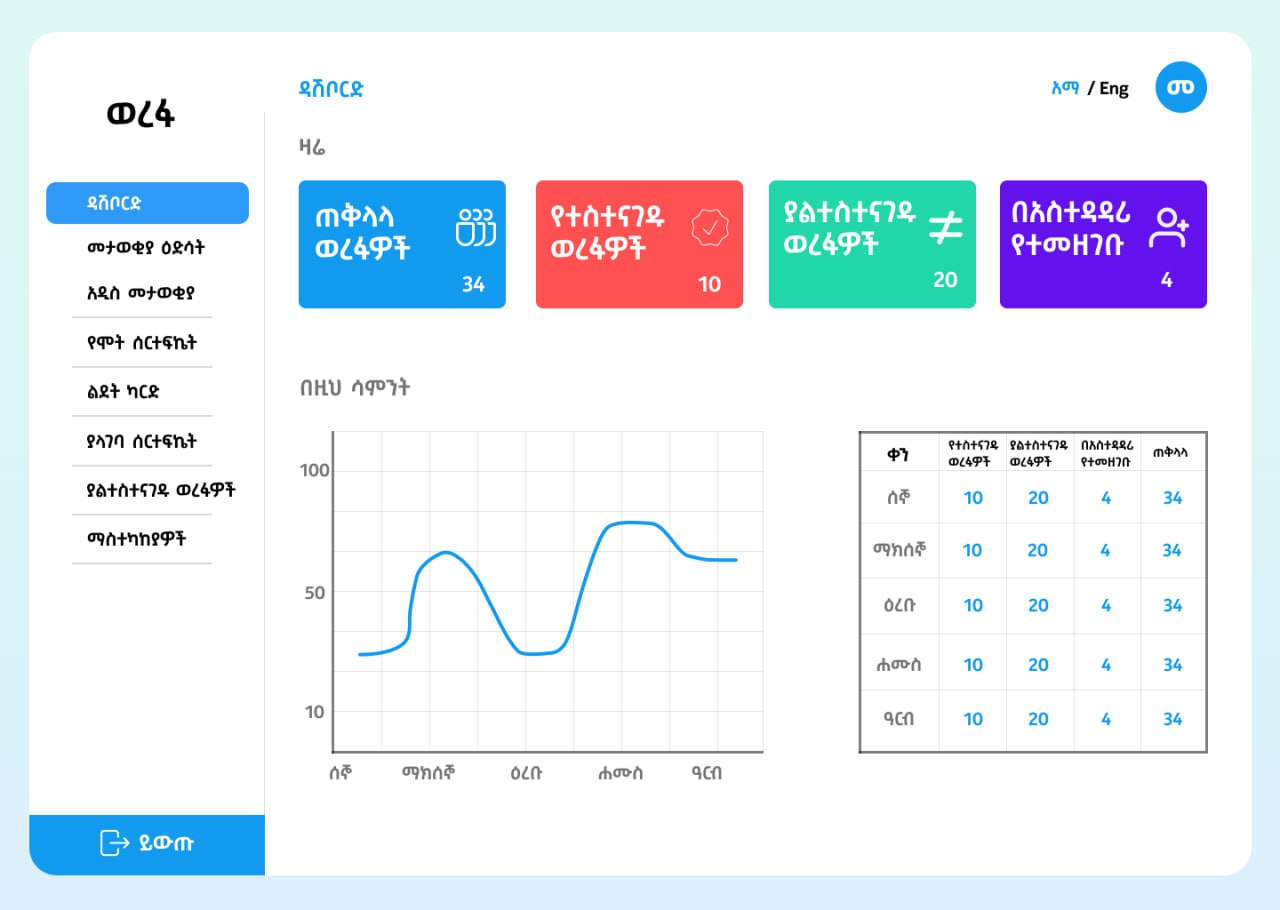 ወረፋ
ዳሽቦርድ
መታወቂያ ዕድሳት
አዲስ መታወቂያ
የሞት ሰርተፍኬት
ልደት ካርድ
ያላገባ ሰርተፍኬት
ያልተስተናገዱ ወረፋዎች
ማስተካከያዎች
ይውጡ
ዳሽቦርድ
አማ / Eng
መ
ዛሬ
ጠቅላላ
ወረፋዎች
34
የተስተናገዱ
ወረፋዎች
10
ያልተስተናገዱ
ወረፋዎች
20
በአስተዳዳሪ
የተመዘገቡ
4
በዚህ ሳምንት
100
50
10
ሰኞ ማክሰኞ ዕረቡ ሐሙስ ዓርብ
ቀን የተስተናገዱ ወረፋዎች ያልተስተናገዱ ወረፋዎች በአስተዳዳሪ የተመዘገቡ ጠቀላላ
ሰኞ 10 20 4 34
ማክሰኞ 10 20 4 34
ዕረቡ 10 20 4 34
ሐሙስ 10 20 4 34
ዓርብ 10 20 4 34